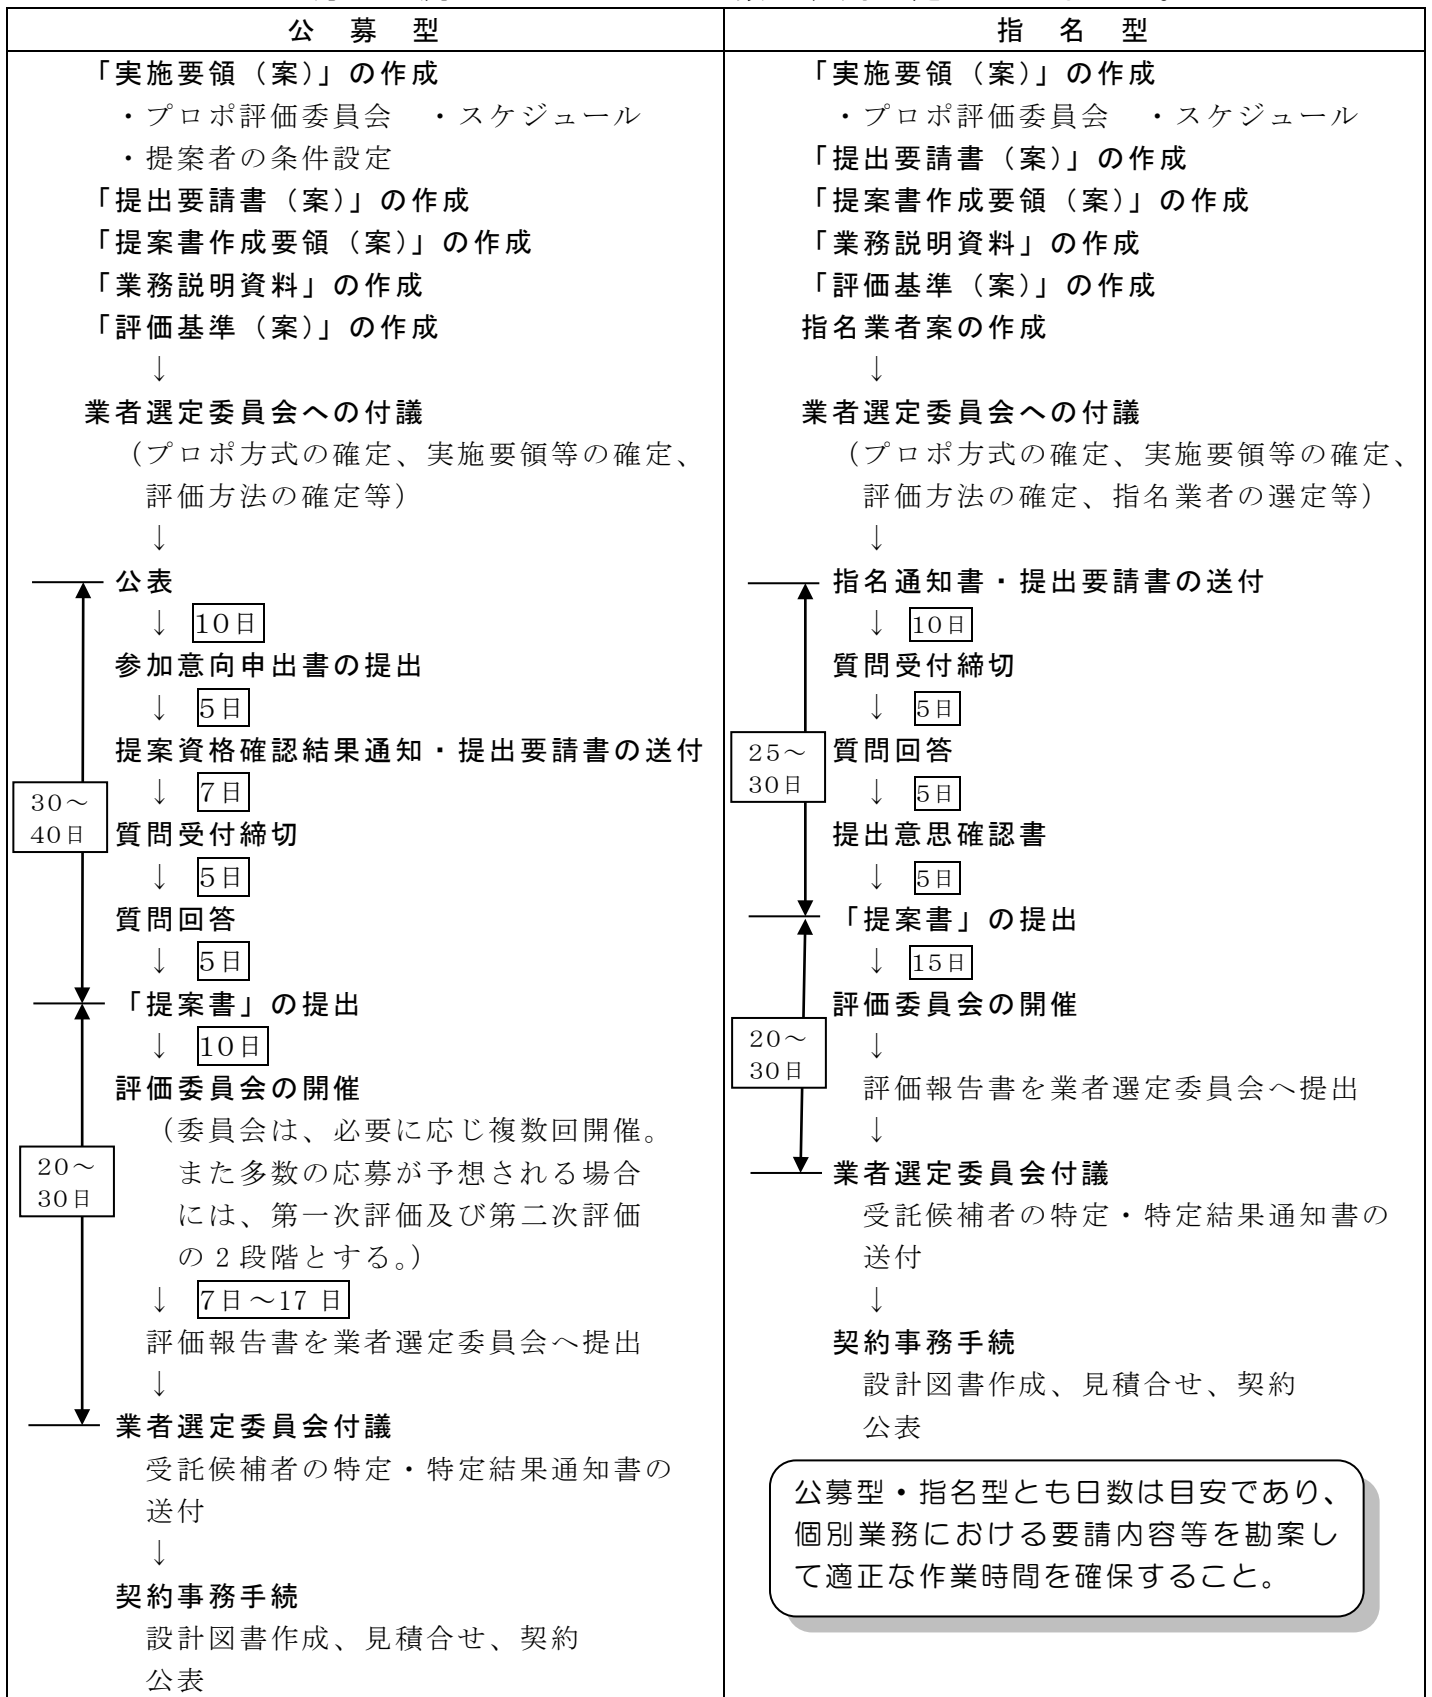 公募型
「実施要領（案）」の作成
・プロポ評価委員会　・スケジュール
・提案者の条件設定
「提出要請書（案）」の作成
「提案書作成要領（案）」の作成
「業務説明資料」の作成
「評価基準（案）」の作成
↓
業者選定委員会への付議
（プロポ方式の確定、実施要領等の確定、
評価方法の確定等）
↓
公表
↓ 10日
参加意向申出書の提出
↓ 5日
提案資格確認結果通知・提出要請書の送付
↓ 7日
30～
40日
質問受付締切
↓ 5日
質問回答
↓ 5日
「提案書」の提出
↓ 10日
評価委員会の開催
（委員会は、必要に応じ複数回開催。
また多数の応募が予想される場合
には、第一次評価及び第二次評価
の2段階とする。）
20～
30日
↓ 7日～17日
評価報告書を業者選定委員会へ提出
↓
業者選定委員会付議
受託候補者の特定・特定結果通知書の
送付
↓
契約事務手続
設計図書作成、見積合せ、契約
公表
指名型
「実施要領（案）」の作成
・プロポ評価委員会　・スケジュール
「提出要請書（案）」の作成
「提案書作成要領（案）」の作成
「業務説明資料」の作成
「評価基準（案）」の作成
指名業者案の作成
↓
業者選定委員会への付議
（プロポ方式の確定、実施要領等の確定、
評価方法の確定、指名業者の選定等）
↓
指名通知書・提出要請書の送付
↓ 10日
質問受付締切
↓ 5日
25～
30日
質問回答
↓ 5日
提出意思確認書
↓ 5日
「提案書」の提出
↓ 15日
評価委員会の開催
20～
30日
↓
評価報告書を業者選定委員会へ提出
↓
業者選定委員会付議
受託候補者の特定・特定結果通知書の
送付
↓
契約事務手続
設計図書作成、見積合せ、契約
公表
公募型・指名型とも日数は目安であり、
個別業務における要請内容等を勘案し
て適正な作業時間を確保すること。